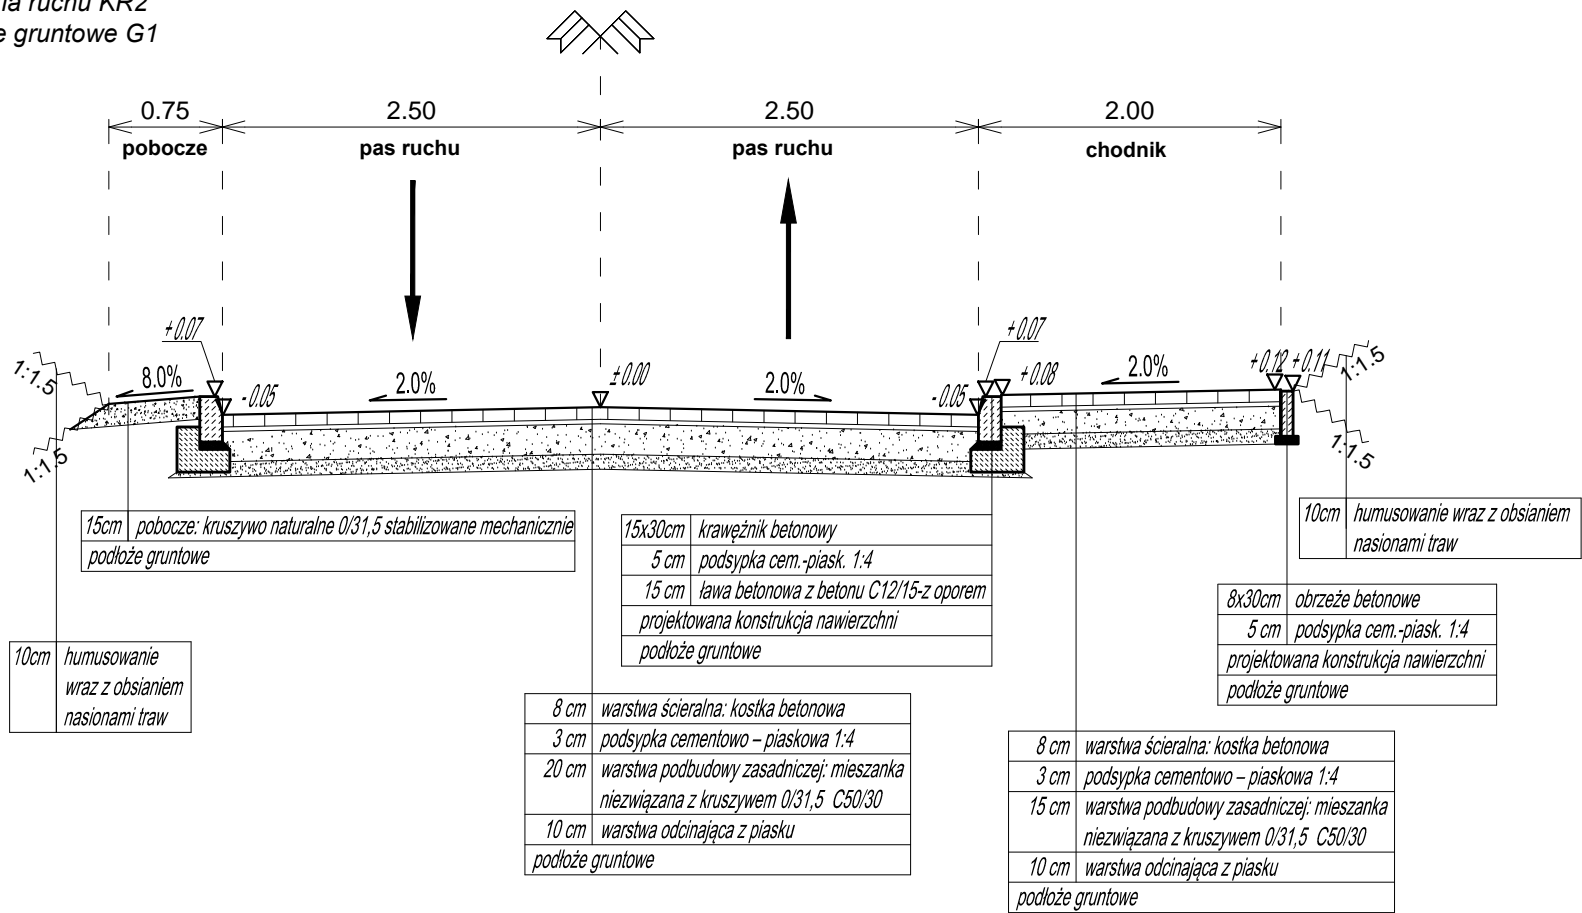 ruchu KR2
gruntowe G1
0.75
2.50
2.50
2.00
pobocze
pas ruchu
pas ruchu
chodnik
+0.07
+0.07
1:1.5
8.0%
-0.05
2.0%
±0.00
2.0%
-0.05
+0.08
2.0%
+0.12
+0.11
1:1.5
1:1.5
1:1.5
15cm pobocze: kruszywo naturalne 0/31,5 stabilizowane mechanicznie
podłoże gruntowe
15x30cm krawężnik betonowy
5 cm podsypka cem.-piask. 1:4
15 cm ława betonowa z betonu C12/15-z oporem
projektowana konstrukcja nawierzchni
podłoże gruntowe
10cm humusowanie wraz z obsianiem
nasionami traw
8x30cm obrzeże betonowe
5 cm podsypka cem.-piask. 1:4
projektowana konstrukcja nawierzchni
podłoże gruntowe
10cm humusowanie
wraz z obsianiem
nasionami traw
8 cm warstwa ścieralna: kostka betonowa
3 cm podsypka cementowo – piaskowa 1:4
20 cm warstwa podbudowy zasadniczej: mieszanka
niezwiązana z kruszywem 0/31,5 C50/30
10 cm warstwa odcinająca z piasku
podłoże gruntowe
8 cm warstwa ścieralna: kostka betonowa
3 cm podsypka cementowo – piaskowa 1:4
15 cm warstwa podbudowy zasadniczej: mieszanka
niezwiązana z kruszywem 0/31,5 C50/30
10 cm warstwa odcinająca z piasku
podłoże gruntowe